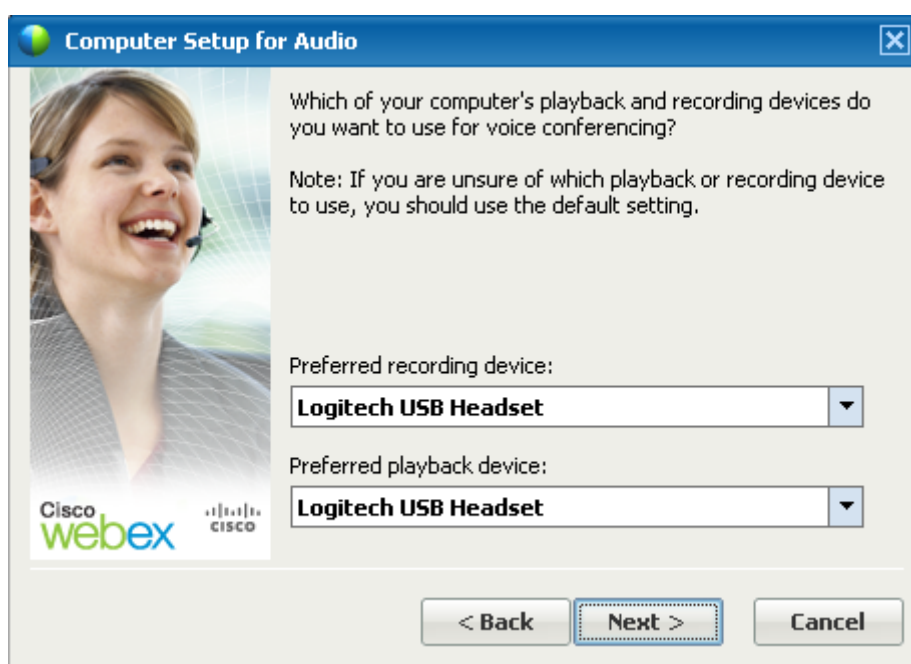 Computer Setup for Audio
Which of your computer's playback and recording devices do
you want to use for voice conferencing?
Note: If you are unsure of which playback or recording device
to use, you should use the default setting.
Preferred recording device:
Logitech USB Headset
Preferred playback device:
Logitech USB Headset
Cisco
webex
CISCO
< Back
Next >
Cancel